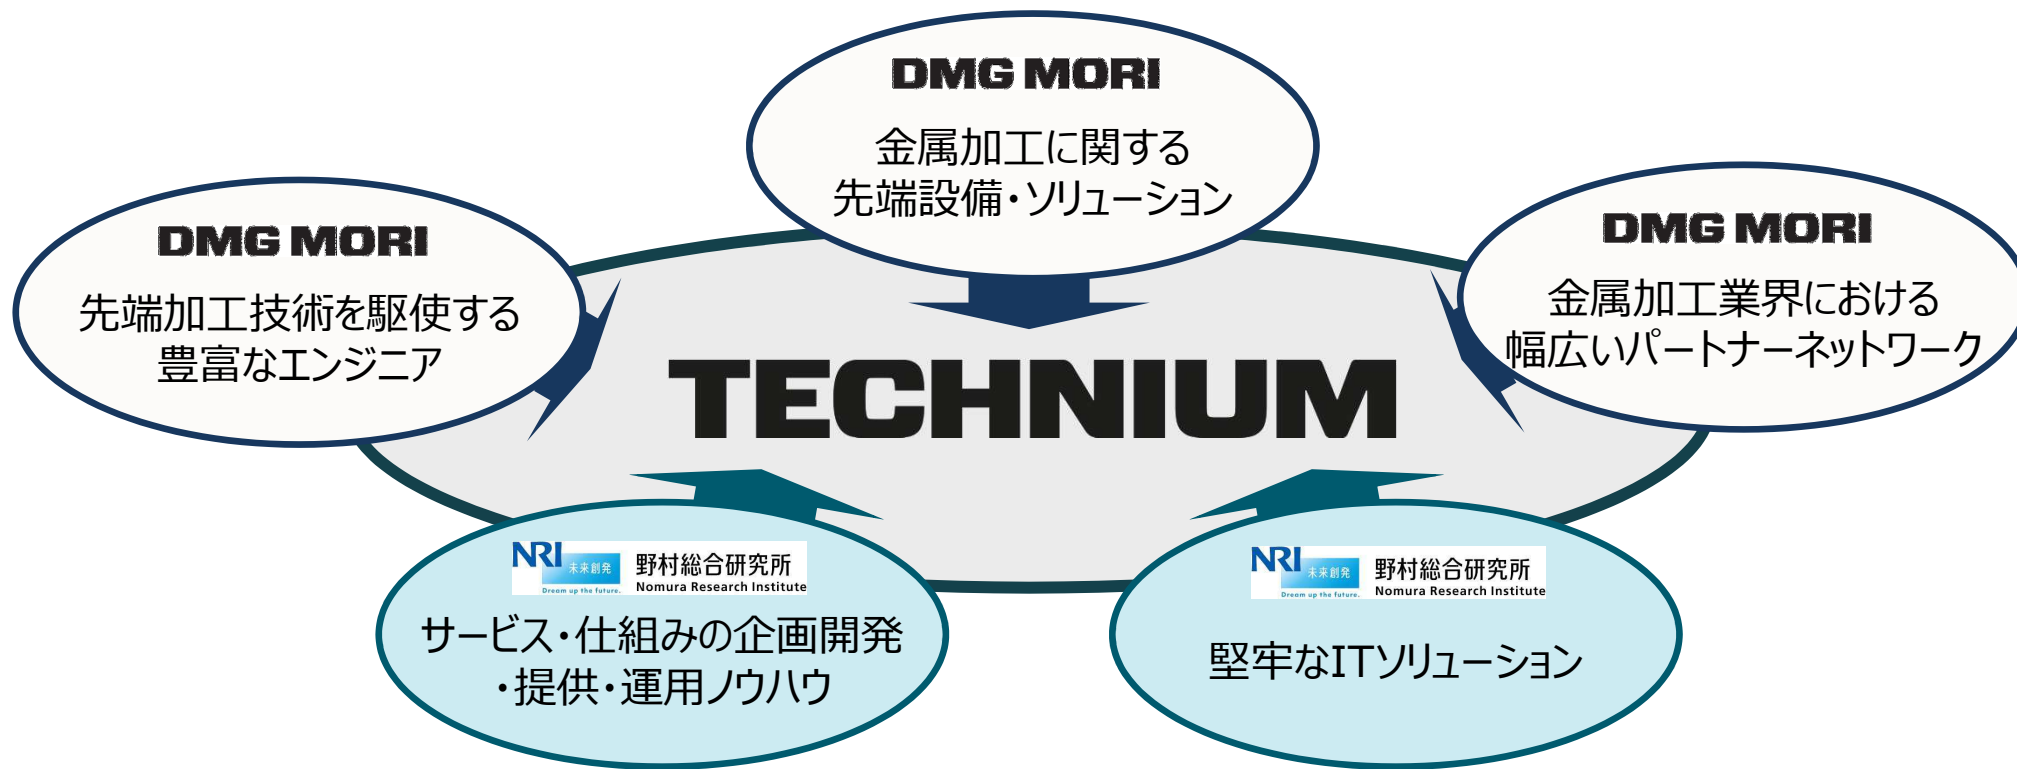 DMG MORI
金属加工に関する
先端設備・ソリューション
DMG MORI
先端加工技術を駆使する
豊富なエンジニア
DMG MORI
金属加工業界における
幅広いパートナーネットワーク
TECHNIUM
NRI
未来創発
Dream up the future.
野村総合研究所
Nomura Research Institute
サービス・仕組みの企画開発
・提供・運用ノウハウ
NRI
未来創発
Dream up the future.
野村総合研究所
Nomura Research Institute
堅牢なITソリューション